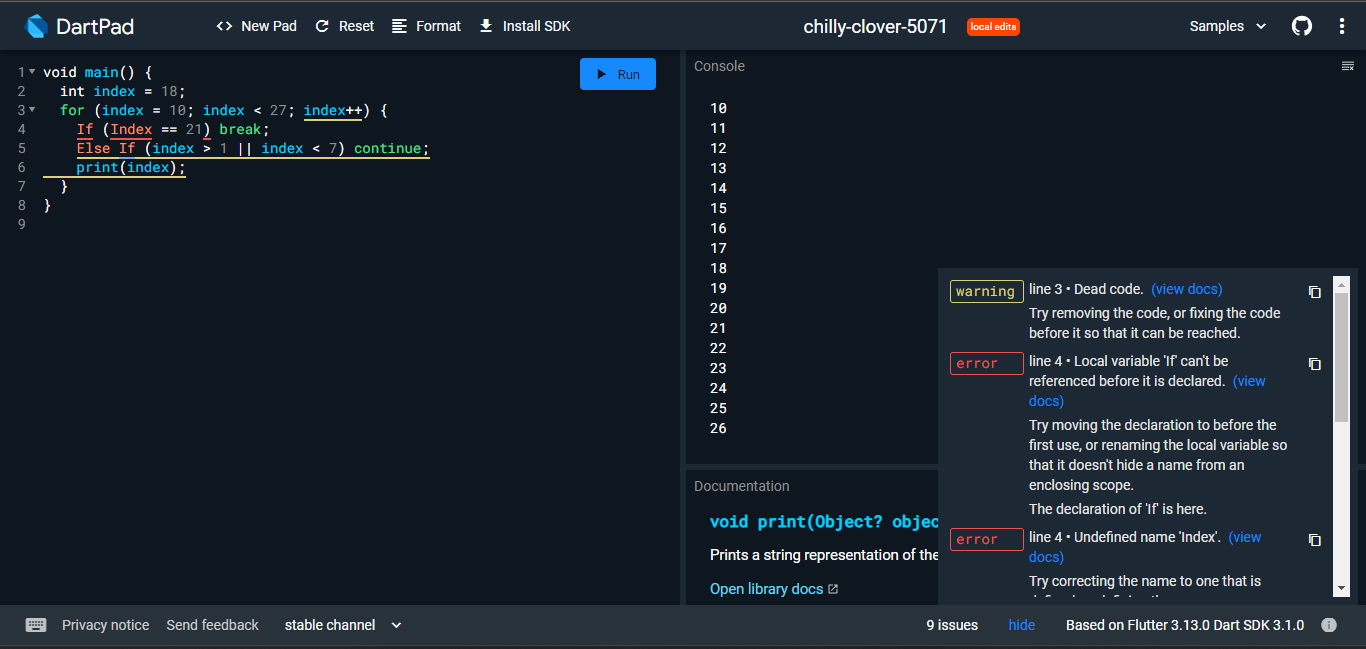 DartPad
<> New Pad
Reset
Format
Install SDK
chilly-clover-5071
local edits
Samples
1 void main() {
2 int index = 18;
3 for (index = 10; index < 27; index++) {
4 If (Index == 21) break;
5 Else If (index > 1 || index < 7) continue;
6 print(index);
7 }
8 }
9
Run
Console
10
11
12
13
14
15
16
17
18
19
20
21
22
23
24
25
26
warning line 3 • Dead code. (view docs)
Try removing the code, or fixing the code
before it so that it can be reached.
error line 4 • Local variable 'If' can't be
referenced before it is declared. (view
docs)
Try moving the declaration to before the
first use, or renaming the local variable so
that it doesn't hide a name from an
enclosing scope.
The declaration of 'If' is here.
error line 4 • Undefined name 'Index'. (view
docs)
Try correcting the name to one that is
Documentation
void print(Object? objec
Prints a string representation of the
Open library docs
Privacy notice
Send feedback
stable channel
9 issues
hide
Based on Flutter 3.13.0 Dart SDK 3.1.0